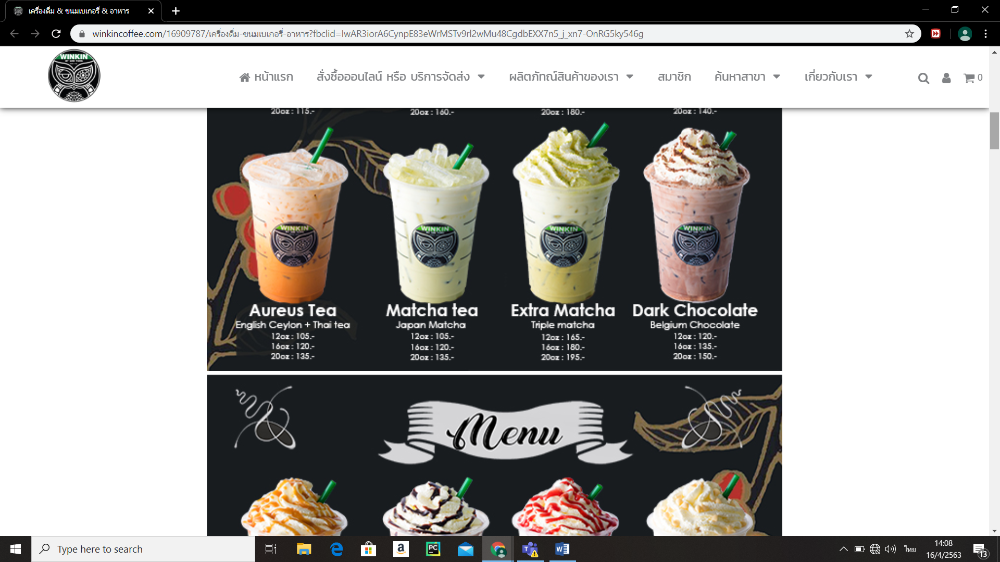 เครื่องดื่ม & ขนมเบเกอรี่ & อาหาร
winkincoffee.com/16909787/เครื่องดื่ม-ขนมเบเกอรี่-อาหาร?fbclid=IwAR3iorA6CynpE83eWrMSTv9rl2wMu48CgdbEXX7n5_j_xn7-OnRG5ky546g
WINKIN
หน้าแรก สั่งซื้อออนไลน์ หรือ บริการจัดส่ง ผลิตภัทณ์สินค้าของเรา สมาชิก ค้นหาสาขา เกี่ยวกับเรา 0
20oz : 115.- 20oz : 160.- 20oz : 180.- 20oz : 140.-
WINKIN WINKIN WINKIN WINKIN
Aureus Tea Matcha tea Extra Matcha Dark Chocolate
English Ceylon + Thai tea Japan Matcha Triple matcha Belgium Chocolate
12oz : 105.- 12oz : 105.- 12oz : 165.- 12oz : 120.-
16oz : 120.- 16oz : 120.- 16oz : 180.- 16oz : 135.-
20oz : 135.- 20oz : 135.- 20oz : 195.- 20oz : 150.-
Menu
Type here to search
ไทย
14:08
16/4/2563
13